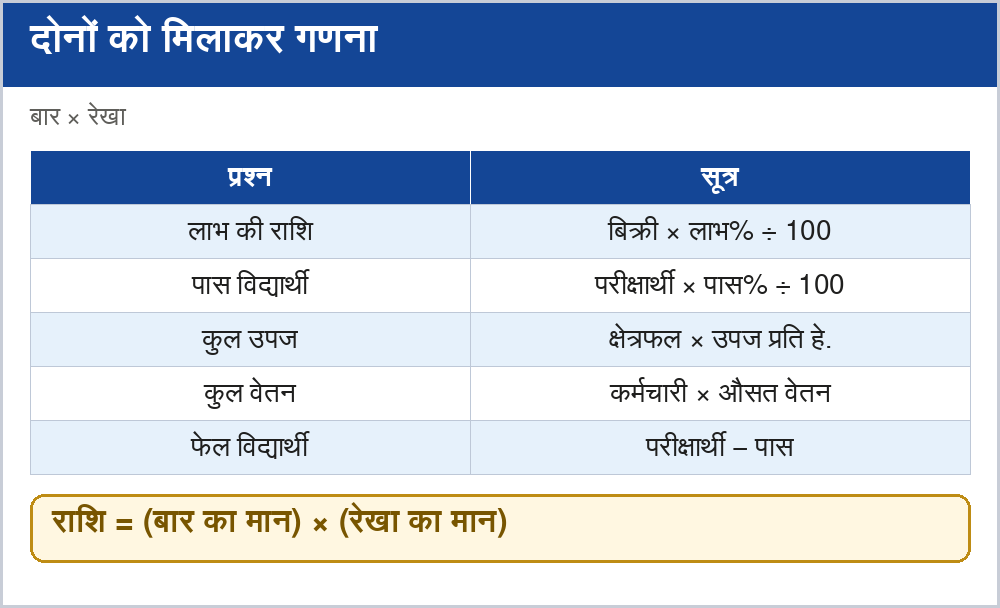 दोनों को मिलाकर गणना
बार × रेखा
प्रश्न सूत्र
लाभ की राशि बिक्री × लाभ% ÷ 100
पास विद्यार्थी परीक्षार्थी × पास% ÷ 100
कुल उपज क्षेत्रफल × उपज प्रति हे.
कुल वेतन कर्मचारी × औसत वेतन
फेल विद्यार्थी परीक्षार्थी − पास
राशि = (बार का मान) × (रेखा का मान)